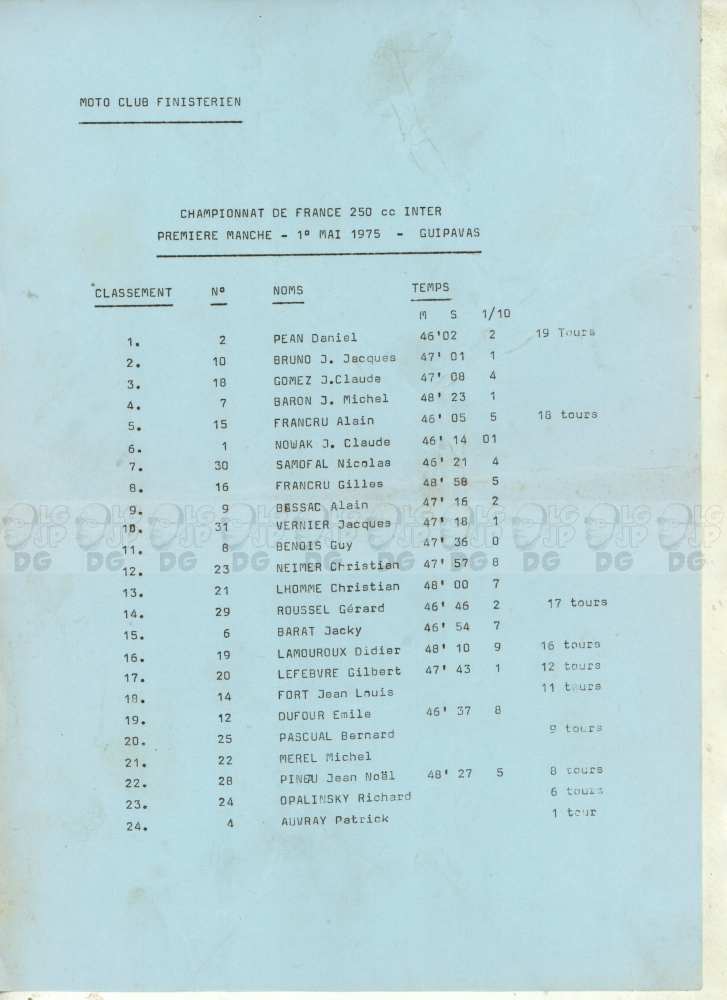 MOTO CLUB FINISTERIEN
CHAMPIONNAT DE FRANCE 250 cc INTER
PREMIERE MANCHE - 1º MAI 1975 - GUIPAVAS
CLASSEMENT Nº NOMS TEMPS
M S 1/10
1. 2 PEAN Daniel 46'02 2 19 Tours
2. 10 BRUNO J. Jacques 47' 01 1
3. 18 GOMEZ J.Claude 47' 08 4
4. 7 BARON J. Michel 48' 23 1
5. 15 FRANCRU Alain 46' 05 5 18 tours
6. 1 NOWAK J. Claude 46' 14 01
7. 30 SAMOFAL Nicolas 46' 21 4
8. 16 FRANCRU Gilles 48' 58 5
9. 9 BESSAC Alain 47' 16 2
10. 31 VERNIER Jacques 47' 18 1
11. 8 BENOIS Guy 47' 36 0
12. 23 NEIMER Christian 47' 57 8
13. 21 LHOMME Christian 48' 00 7
14. 29 ROUSSEL Gérard 46' 46 2 17 tours
15. 6 BARAT Jacky 46' 54 7
16. 19 LAMOUROUX Didier 48' 10 9 16 tours
17. 20 LEFEBVRE Gilbert 47' 43 1 12 tours
18. 14 FORT Jean Louis 11 tours
19. 12 DUFOUR Emile 46' 37 8
20. 25 PASCUAL Bernard 9 tours
21. 22 MEREL Michel
22. 28 Jean Noël 48' 27 5 8 tours
23. 24 OPALINSKY Richard 6 tours
24. 4 AUVRAY Patrick 1 tour
LG JP DG